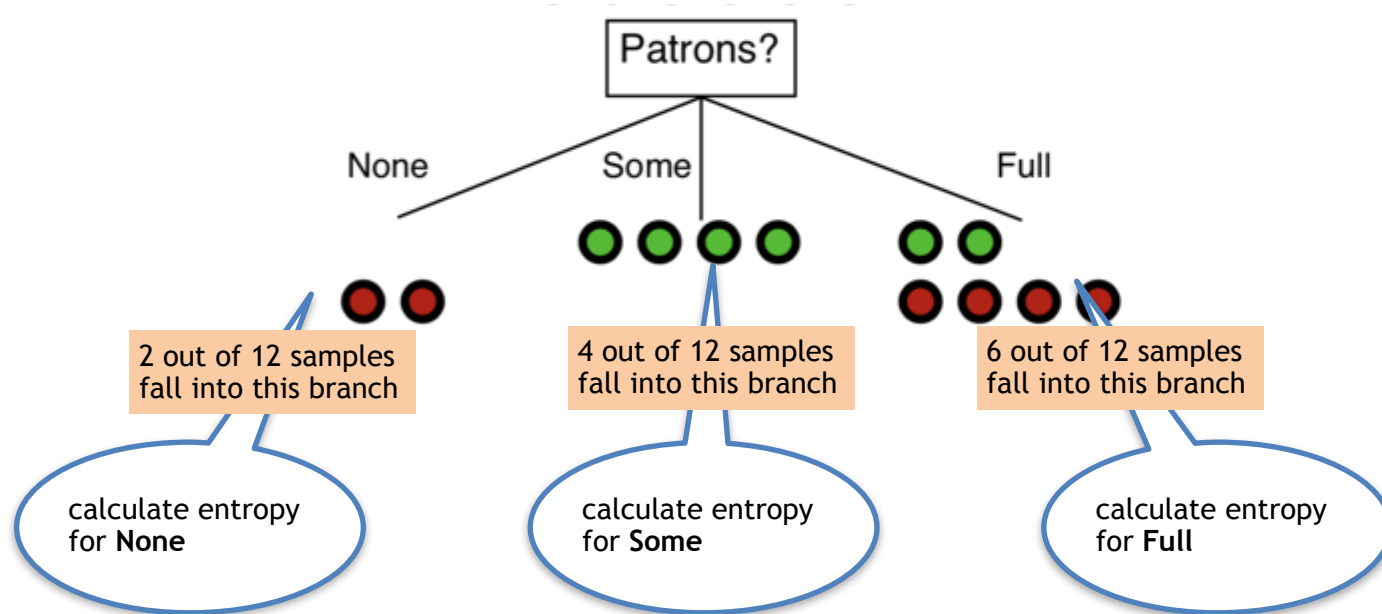 Patrons?
None
Some
Full
2 out of 12 samples
fall into this branch
4 out of 12 samples
fall into this branch
6 out of 12 samples
fall into this branch
calculate entropy
for None
calculate entropy
for Some
calculate entropy
for Full